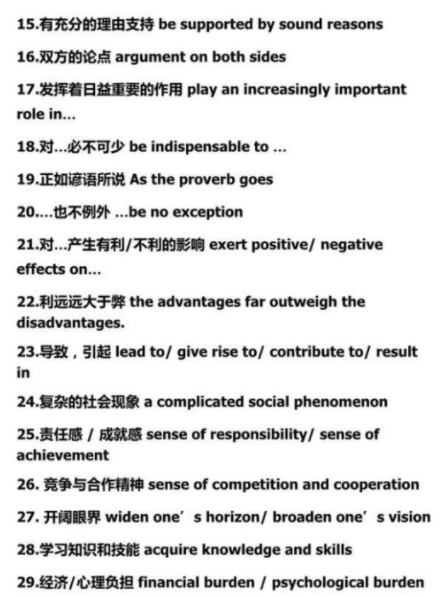 15.有充分的理由支持 be supported by sound reasons
16.双方的论点 argument on both sides
17.发挥着日益重要的作用 play an increasingly important
role in...
18.对...必不可少 be indispensable to ...
19.正如谚语所说 As the proverb goes
20....也不例外 ...be no exception
21.对...产生有利/不利的影响 exert positive/ negative
effects on...
22.利远远大于弊 the advantages far outweigh the
disadvantages.
23.导致，引起 lead to/ give rise to/ contribute to/ result
in
24.复杂的社会现象 a complicated social phenomenon
25.责任感 / 成就感 sense of responsibility/ sense of
achievement
26. 竞争与合作精神 sense of competition and cooperation
27. 开阔眼界 widen one′s horizon/ broaden one′s vision
28.学习知识和技能 acquire knowledge and skills
29.经济/心理负担 financial burden / psychological burden